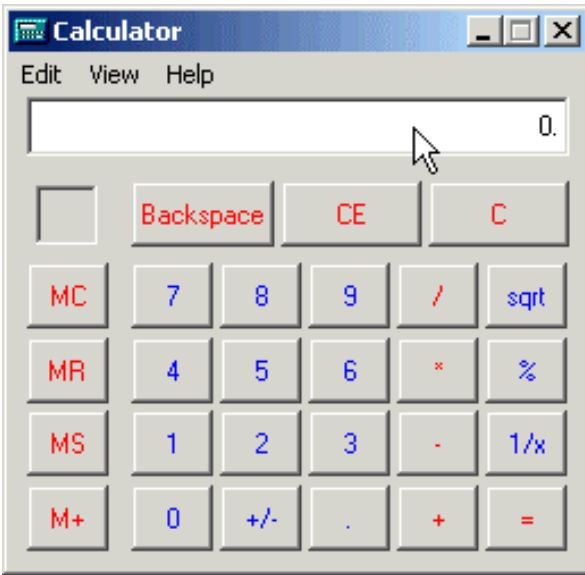 Calculator
Edit View Help
0.
Backspace CE C
MC 7 8 9 / sqrt
MR 4 5 6 * %
MS 1 2 3 - 1/x
M+ 0 +/- . + =